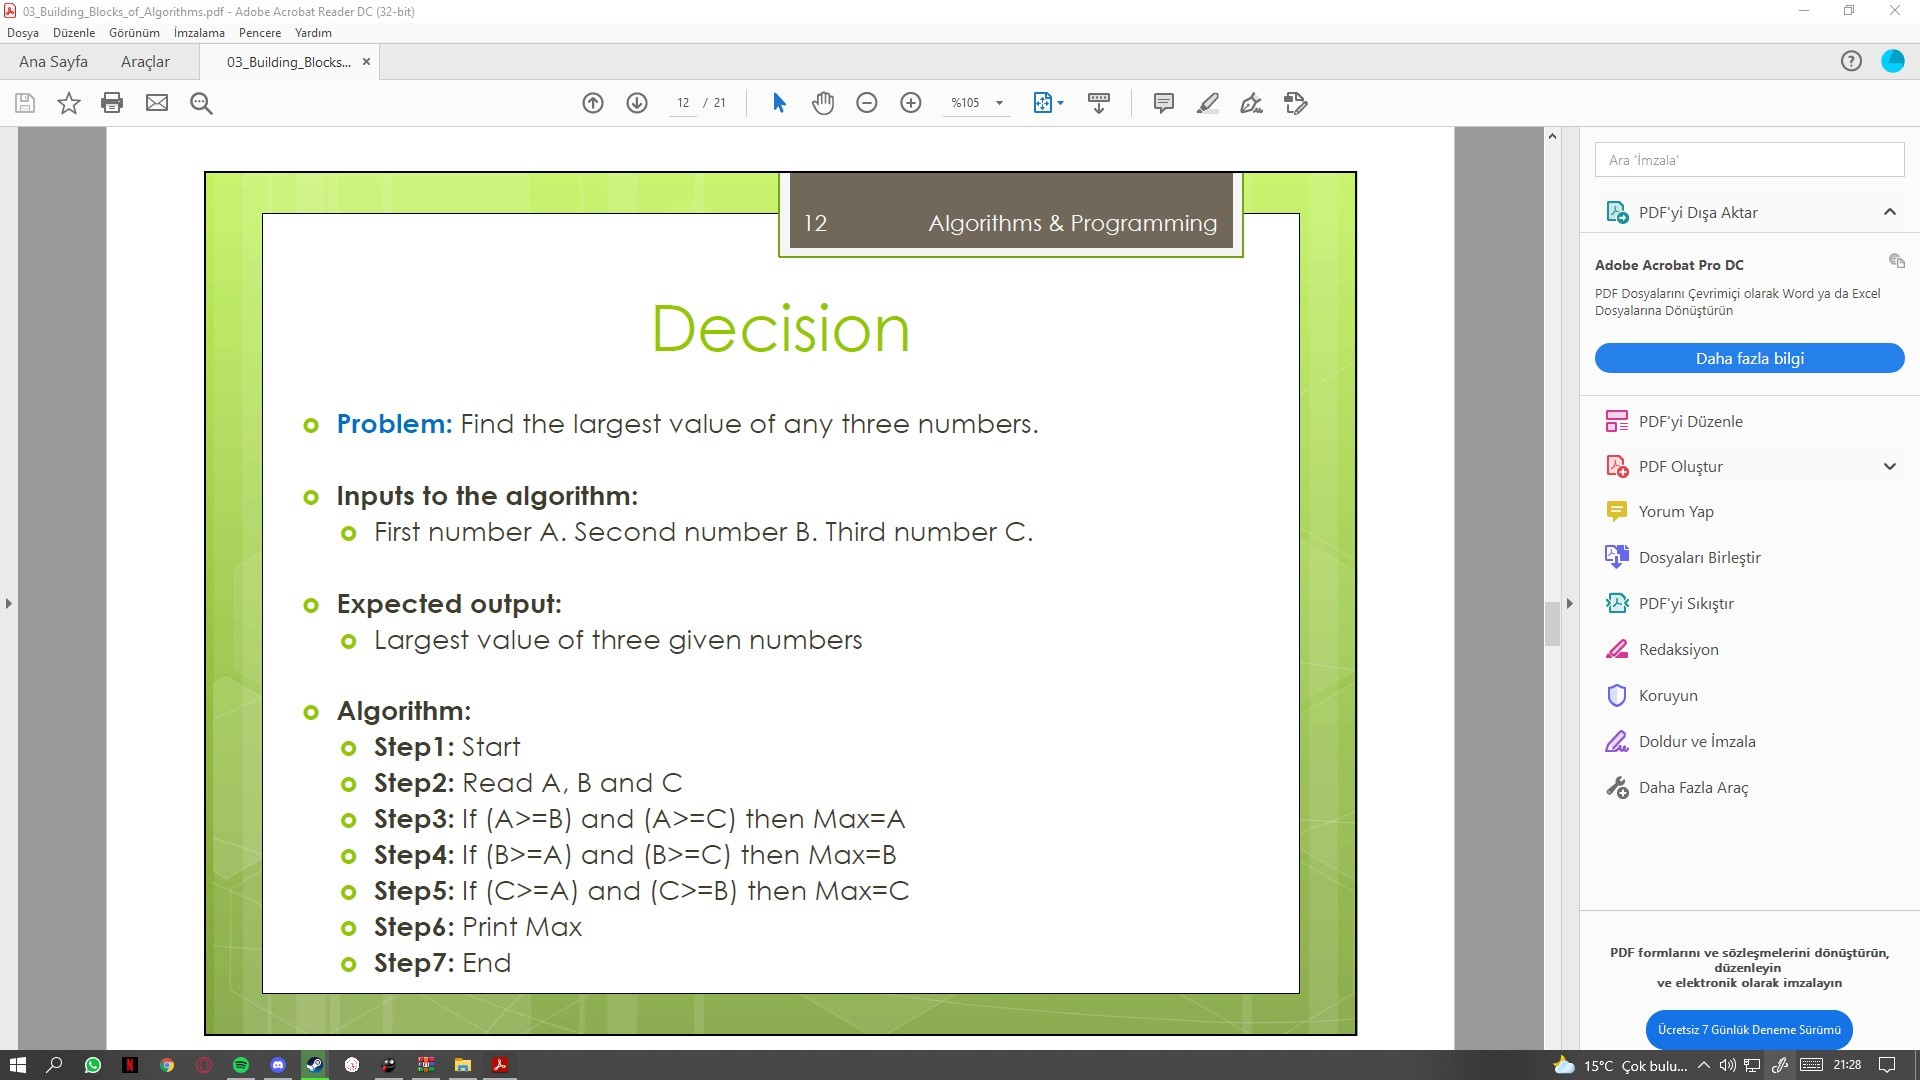 03_Building_Blocks_of_Algorithms.pdf - Adobe Acrobat Reader DC (32-bit)
Dosya Düzenle Görünüm İmzalama Pencere Yardım
Ana Sayfa Araçlar 03_Building_Blocks...
12 / 21 %105
Ara 'İmzala'
12 Algorithms & Programming
Decision
Problem: Find the largest value of any three numbers.
Inputs to the algorithm:
First number A. Second number B. Third number C.
Expected output:
Largest value of three given numbers
Algorithm:
Step1: Start
Step2: Read A, B and C
Step3: If (A>=B) and (A>=C) then Max=A
Step4: If (B>=A) and (B>=C) then Max=B
Step5: If (C>=A) and (C>=B) then Max=C
Step6: Print Max
Step7: End
PDF'yi Dışa Aktar
Adobe Acrobat Pro DC
PDF Dosyalarını Çevrimiçi olarak Word ya da Excel
Dosyalarına Dönüştürün
Daha fazla bilgi
PDF'yi Düzenle
PDF Oluştur
Yorum Yap
Dosyaları Birleştir
PDF'yi Sıkıştır
Redaksiyon
Koruyun
Doldur ve İmzala
Daha Fazla Araç
PDF formlarını ve sözleşmelerini dönüştürün,
düzenleyin
ve elektronik olarak imzalayın
Ücretsiz 7 Günlük Deneme Sürümü
15°C Çok bulu... 21:28